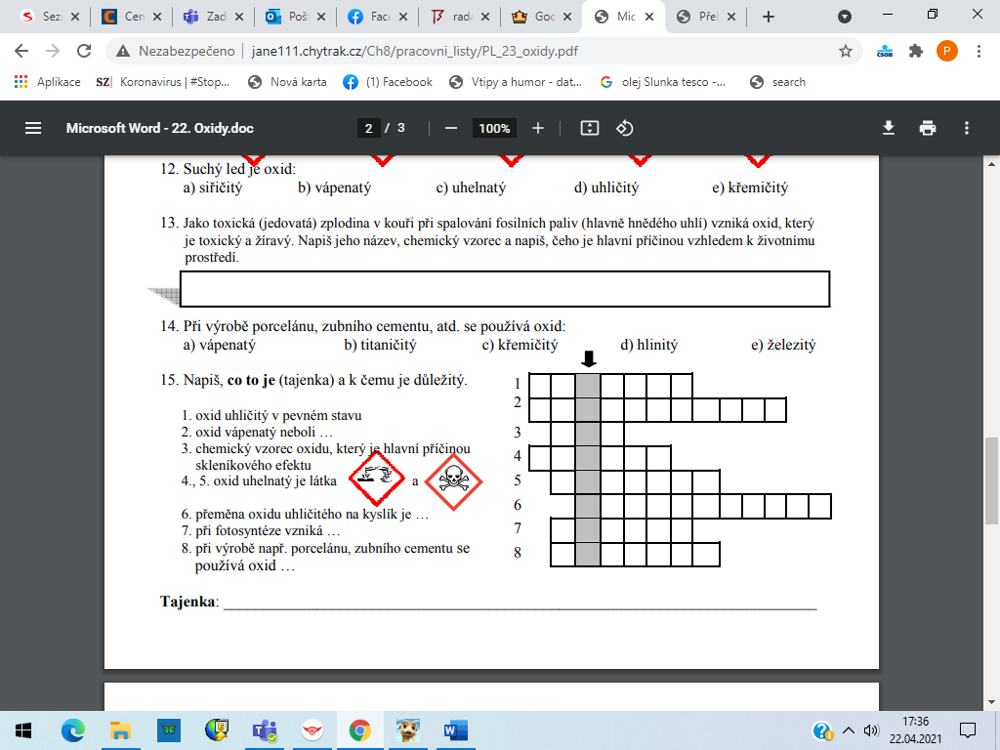 Sezn
Cen
Zad
Poš
Face
rada
Goo
Mic
Pře
Nezabezpečeno | jane111.chytrak.cz/Ch8/pracovni_listy/PL_23_oxidy.pdf
ČSOB
P
Aplikace
SZ| Koronavirus | #Stop...
Nová karta
(1) Facebook
Vtipy a humor - dat...
olej Slunka tesco -...
search
Microsoft Word - 22. Oxidy.doc
2 / 3
100%
12. Suchý led je oxid:
a) siřičitý b) vápenatý c) uhelnatý d) uhličitý e) křemičitý
13. Jako toxická (jedovatá) zplodina v kouři při spalování fosilních paliv (hlavně hnědého uhlí) vzniká oxid, který
je toxický a žíravý. Napiš jeho název, chemický vzorec a napiš, čeho je hlavní příčinou vzhledem k životnímu
prostředí.
14. Při výrobě porcelánu, zubního cementu, atd. se používá oxid:
a) vápenatý b) titaničitý c) křemičitý d) hlinitý e) železitý
15. Napiš, co to je (tajenka) a k čemu je důležitý.
1. oxid uhličitý v pevném stavu
2. oxid vápenatý neboli …
3. chemický vzorec oxidu, který je hlavní příčinou
skleníkového efektu
4., 5. oxid uhelnatý je látka a
6. přeměna oxidu uhličitého na kyslík je …
7. při fotosyntéze vzniká …
8. při výrobě např. porcelánu, zubního cementu se
používá oxid …
1
2
3
4
5
6
7
8
Tajenka:
17:36
22.04.2021